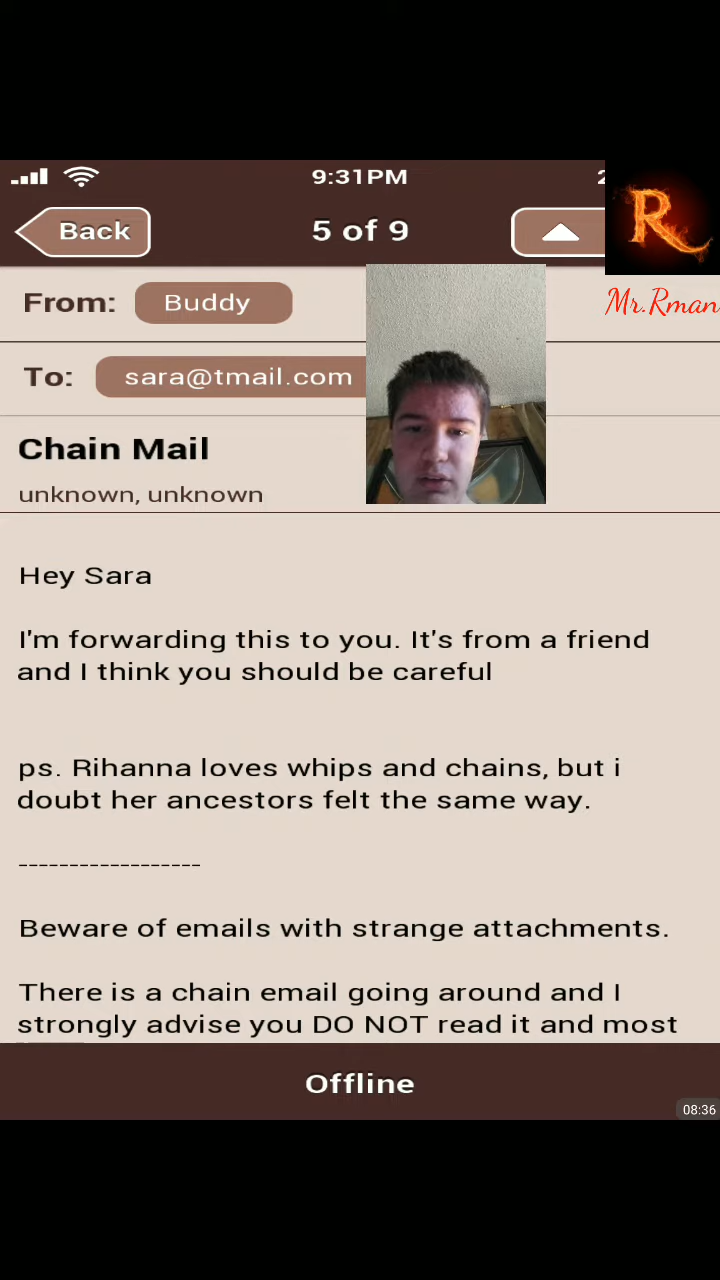 9:31PM
2
Back
5 of 9
R
Mr.Rman
From:
Buddy
To:
sara@tmail.com
Chain Mail
unknown, unknown
Hey Sara
I'm forwarding this to you. It's from a friend
and I think you should be careful
ps. Rihanna loves whips and chains, but i
doubt her ancestors felt the same way.
------------------
Beware of emails with strange attachments.
There is a chain email going around and I
strongly advise you DO NOT read it and most
Offline
08:36